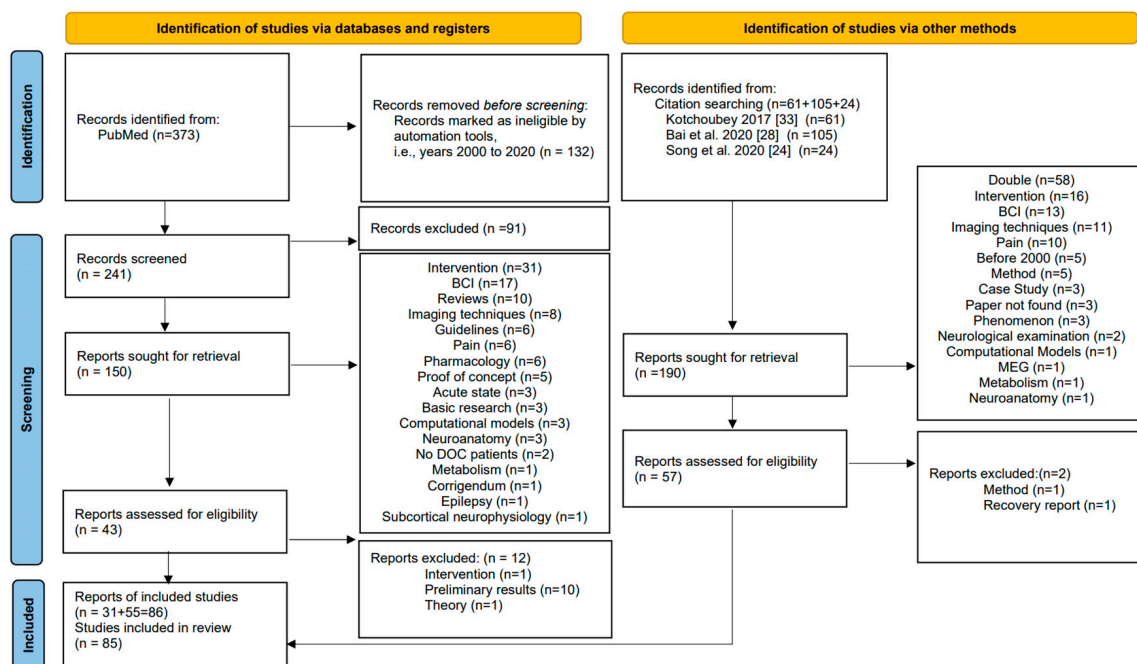 Identification of studies via databases and registers
Identification of studies via other methods
Identification
Records identified from:
PubMed (n=373)
Records removed before screening:
Records marked as ineligible by
automation tools,
i.e., years 2000 to 2020 (n = 132)
Records identified from:
Citation searching (n=61+105+24)
Kotchoubey 2017 [33] (n=61)
Bai et al. 2020 [28] (n =105)
Song et al. 2020 [24] (n=24)
Screening
Records screened
(n = 241)
Records excluded (n =91)
Reports sought for retrieval
(n = 150)
Intervention (n=31)
BCI (n=17)
Reviews (n=10)
Imaging techniques (n=8)
Guidelines (n=6)
Pain (n=6)
Pharmacology (n=6)
Proof of concept (n=5)
Acute state (n=3)
Basic research (n=3)
Computational models (n=3)
Neuroanatomy (n=3)
No DOC patients (n=2)
Metabolism (n=1)
Corrigendum (n=1)
Epilepsy (n=1)
Subcortical neurophysiology (n=1)
Reports sought for retrieval
(n =190)
Double (n=58)
Intervention (n=16)
BCI (n=13)
Imaging techniques (n=11)
Pain (n=10)
Before 2000 (n=5)
Method (n=5)
Case Study (n=3)
Paper not found (n=3)
Phenomenon (n=3)
Neurological examination (n=2)
Computational Models (n=1)
MEG (n=1)
Metabolism (n=1)
Neuroanatomy (n=1)
Reports assessed for eligibility
(n = 43)
Reports excluded: (n = 12)
Intervention (n=1)
Preliminary results (n=10)
Theory (n=1)
Reports assessed for eligibility
(n = 57)
Reports excluded:(n=2)
Method (n=1)
Recovery report (n=1)
Included
Reports of included studies
(n = 31+55=86)
Studies included in review
(n = 85)